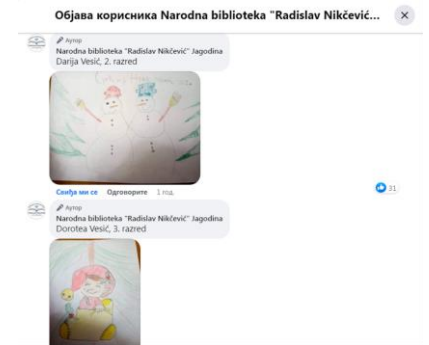 Објава корисника Narodna biblioteka "Radislav Nikčević...
Аутор
Narodna biblioteka "Radislav Nikčević" Jagodina
Darija Vesić, 2. razred
Свиђа ми се Одговорите 1 год. 31
Аутор
Narodna biblioteka "Radislav Nikčević" Jagodina
Dorotea Vesić, 3. razred